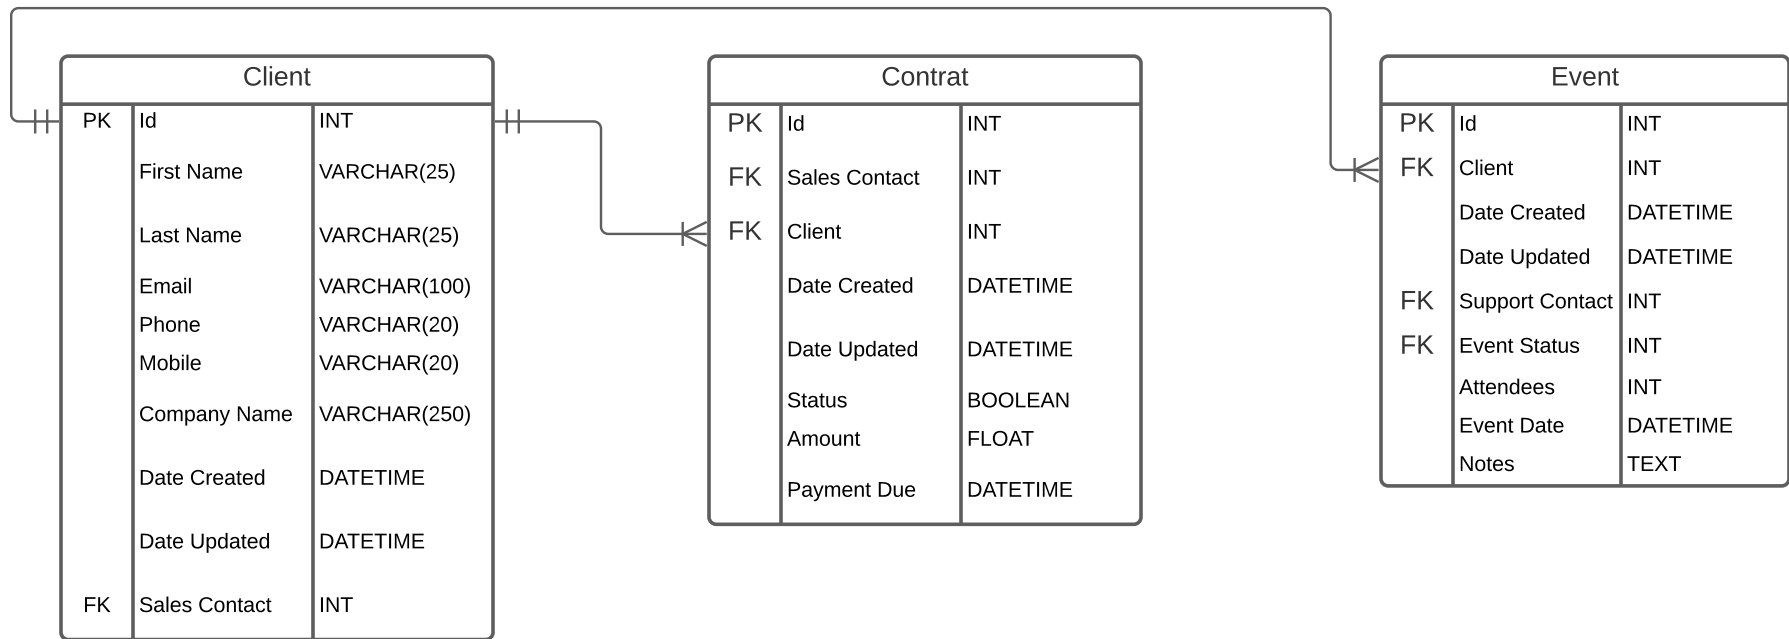 Client
PK Id INT
First Name VARCHAR(25)
Last Name VARCHAR(25)
Email VARCHAR(100)
Phone VARCHAR(20)
Mobile VARCHAR(20)
Company Name VARCHAR(250)
Date Created DATETIME
Date Updated DATETIME
FK Sales Contact INT
Contrat
PK Id INT
FK Sales Contact INT
FK Client INT
Date Created DATETIME
Date Updated DATETIME
Status BOOLEAN
Amount FLOAT
Payment Due DATETIME
Event
PK Id INT
FK Client INT
Date Created DATETIME
Date Updated DATETIME
FK Support Contact INT
FK Event Status INT
Attendees INT
Event Date DATETIME
Notes TEXT